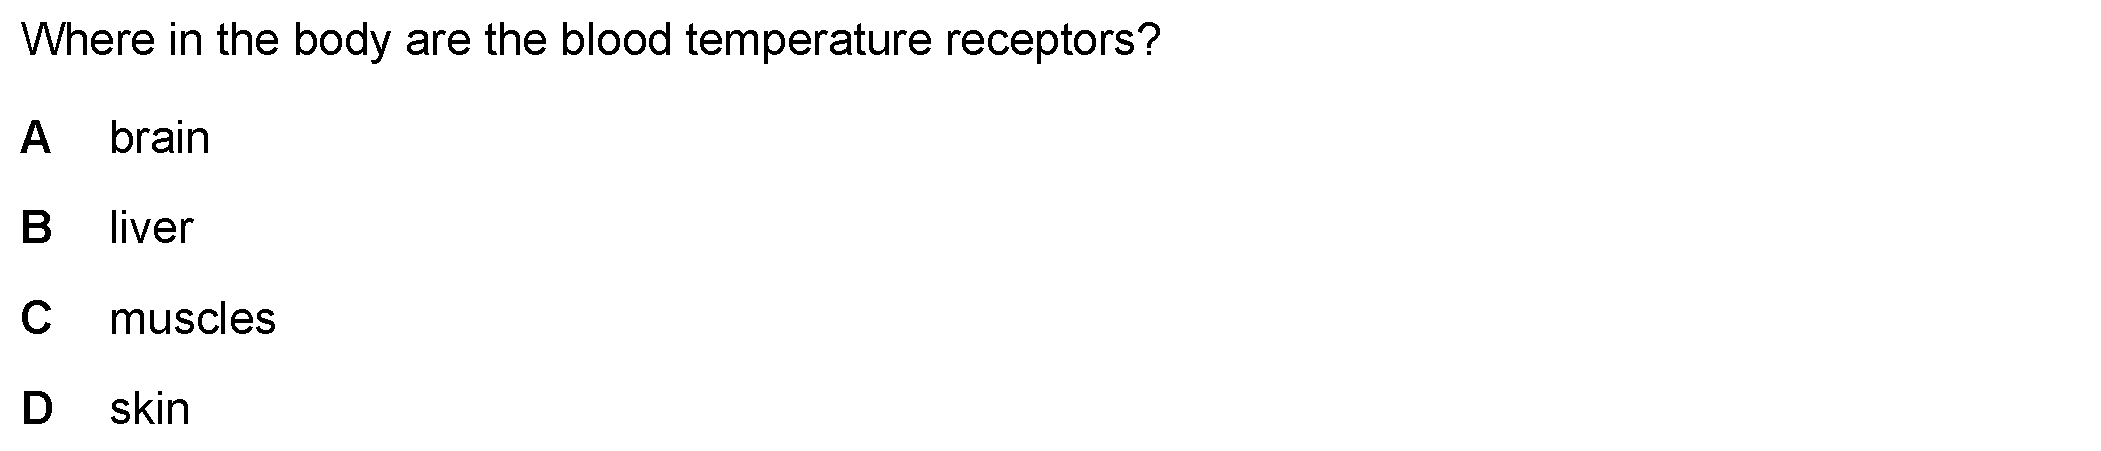 Where in the body are the blood temperature receptors?
A brain
B liver
C muscles
D skin